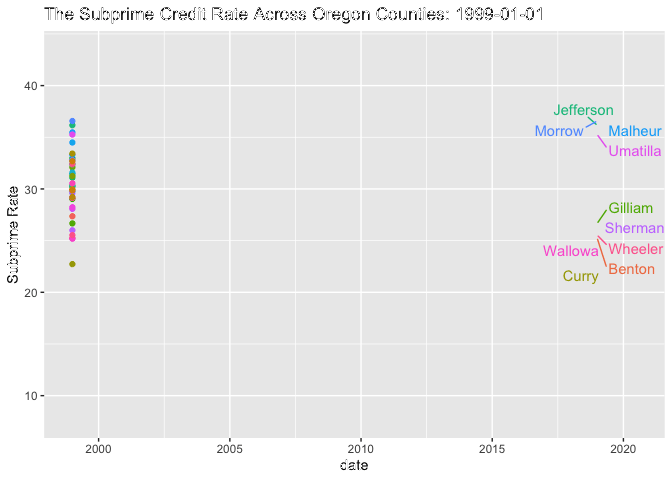 The Subprime Credit Rate Across Oregon Counties: 1999-01-01
40
30
20
10
Subprime Rate
Jefferson
Morrow
Malheur
Umatilla
Gilliam
Sherman
Wallowa
Wheeler
Benton
Curry
2000
2005
2010
2015
2020
date